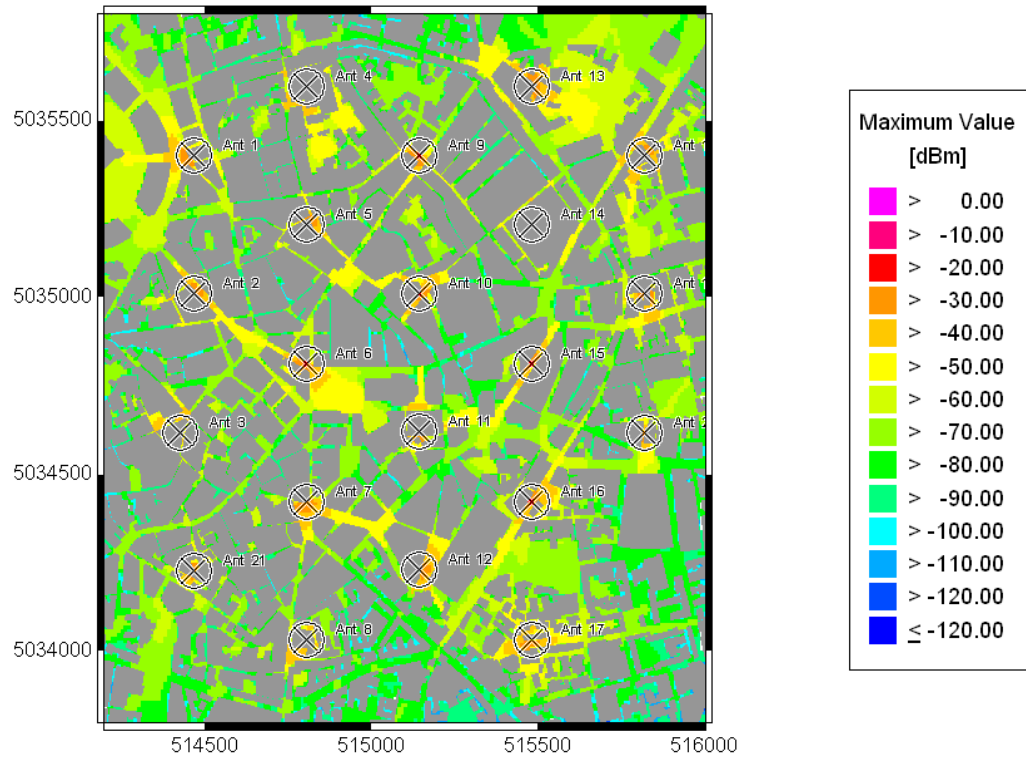 Ant 4
Ant 13
5035500
Ant 1
Ant 9
Ant 5
Ant 14
5035000
Ant 2
Ant 10
Ant 6
Ant 15
Ant 3
Ant 11
5034500
Ant 7
Ant 16
Ant 21
Ant 12
5034000
Ant 8
Ant 17
514500 515000 515500 516000
Maximum Value
[dBm]
> 0.00
> -10.00
> -20.00
> -30.00
> -40.00
> -50.00
> -60.00
> -70.00
> -80.00
> -90.00
> -100.00
> -110.00
> -120.00
≤ -120.00